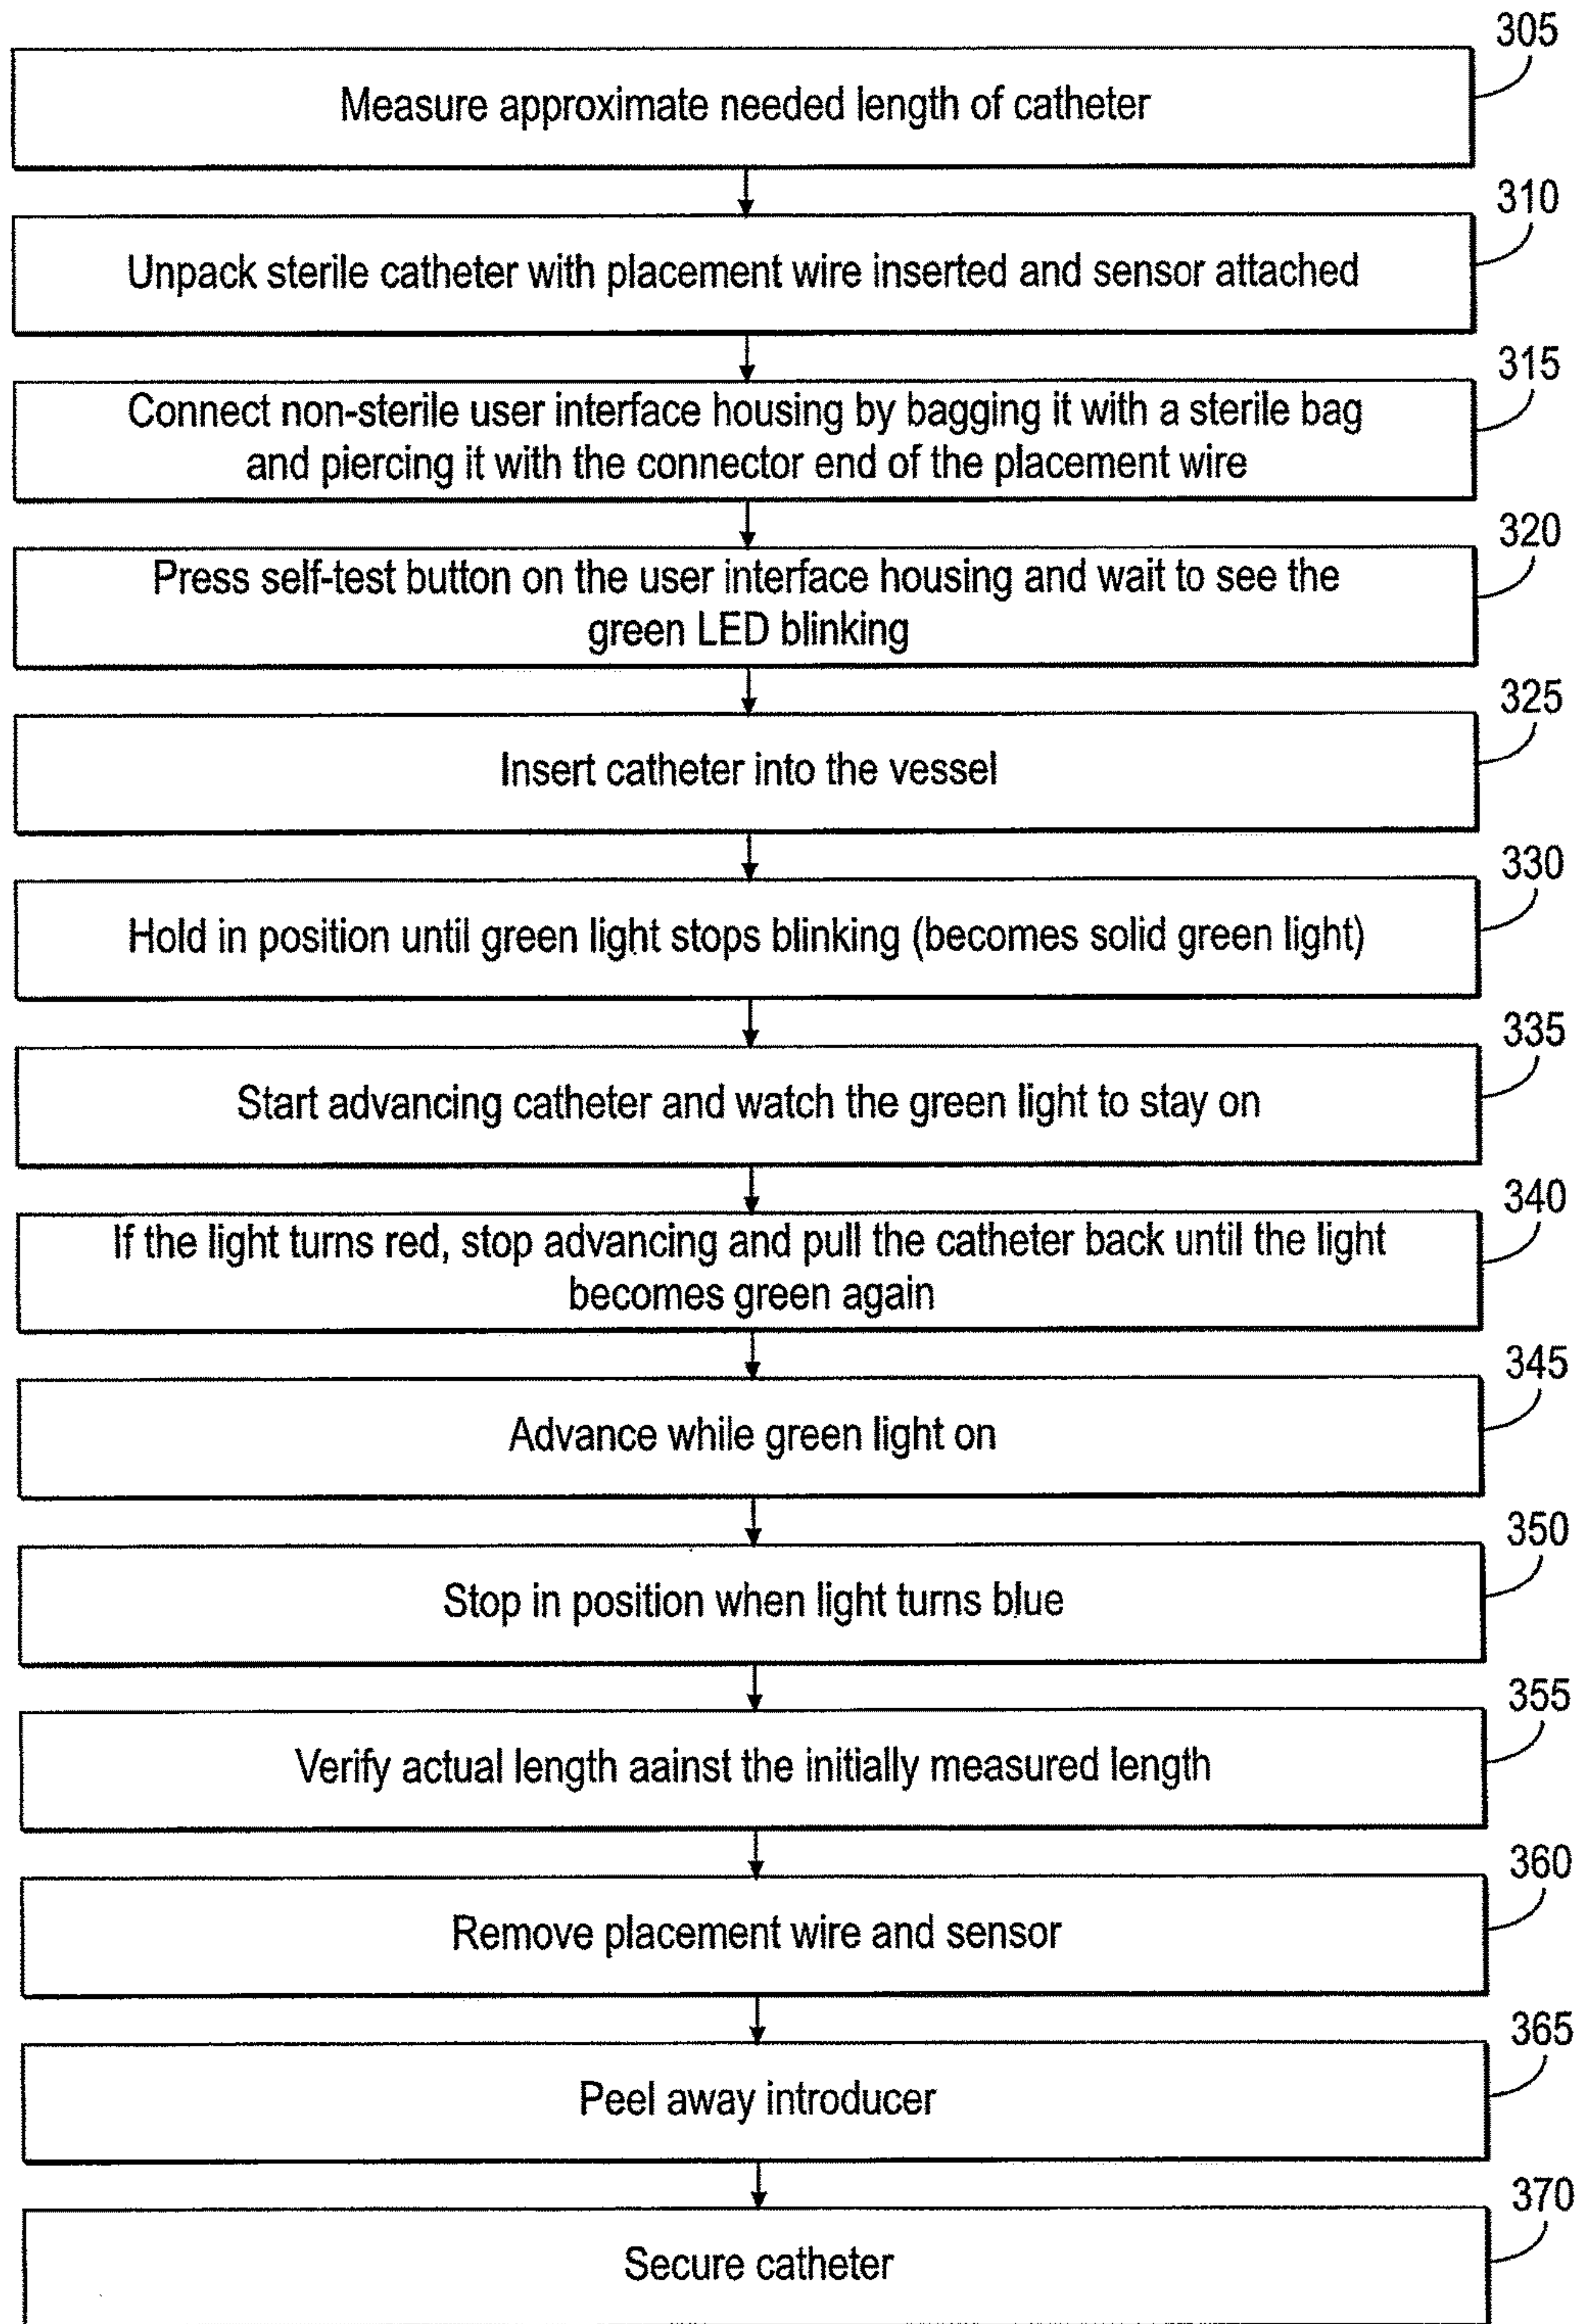 305
Measure approximate needed length of catheter
310
Unpack sterile catheter with placement wire inserted and sensor attached
315
Connect non-sterile user interface housing by bagging it with a sterile bag
and piercing it with the connector end of the placement wire
320
Press self-test button on the user interface housing and wait to see the
green LED blinking
325
Insert catheter into the vessel
330
Hold in position until green light stops blinking (becomes solid green light)
335
Start advancing catheter and watch the green light to stay on
340
If the light turns red, stop advancing and pull the catheter back until the light
becomes green again
345
Advance while green light on
350
Stop in position when light turns blue
355
Verify actual length aainst the initially measured length
360
Remove placement wire and sensor
365
Peel away introducer
370
Secure catheter